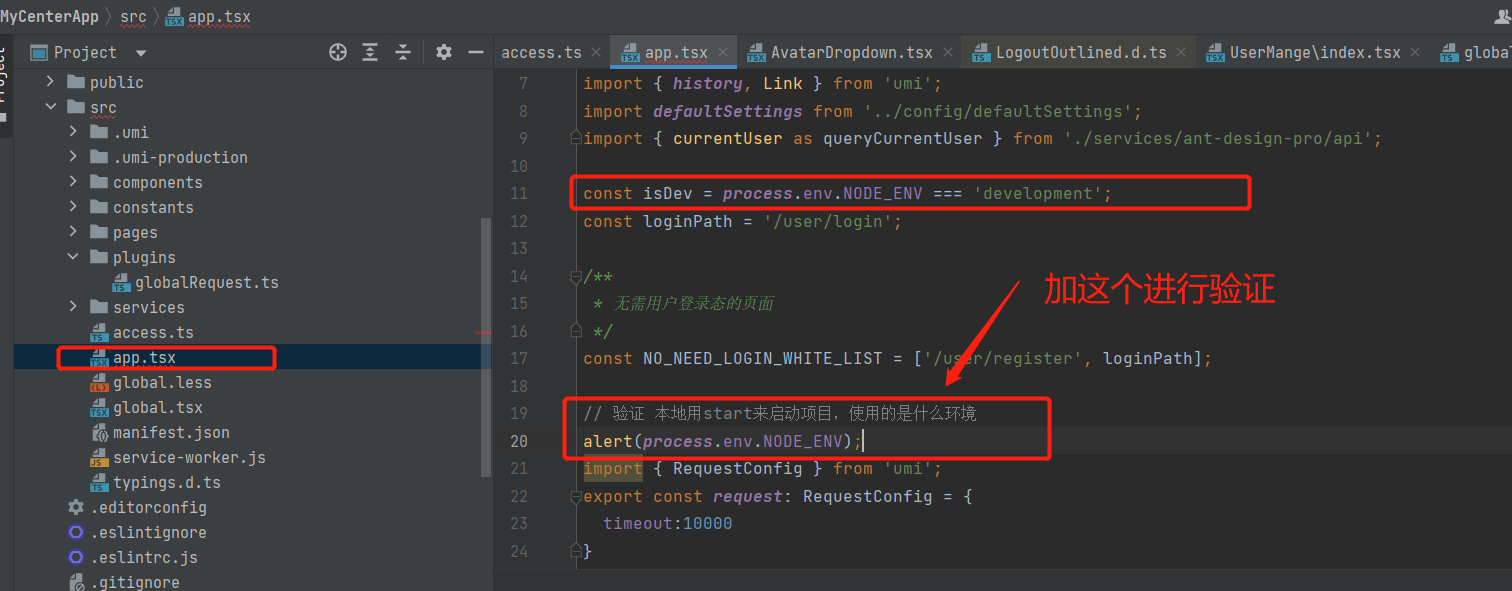 MyCenterApp src app.tsx
Project
access.ts app.tsx AvatarDropdown.tsx LogoutOutlined.d.ts UserMange\index.tsx globa
public
src
.umi
.umi-production
components
constants
pages
plugins
globalRequest.ts
services
access.ts
app.tsx
global.less
global.tsx
manifest.json
service-worker.js
typings.d.ts
.editorconfig
.eslintignore
.eslintrc.js
.gitignore
7 import { history, Link } from 'umi';
8 import defaultSettings from '../config/defaultSettings';
9 import { currentUser as queryCurrentUser } from './services/ant-design-pro/api';
10
11 const isDev = process.env.NODE_ENV === 'development';
12 const loginPath = '/user/login';
13
14 /**
15 * 无需用户登录态的页面
16 */
17 const NO_NEED_LOGIN_WHITE_LIST = ['/user/register', loginPath];
18
19 // 验证 本地用start来启动项目，使用的是什么环境
20 alert(process.env.NODE_ENV);
21 import { RequestConfig } from 'umi';
22 export const request: RequestConfig = {
23 timeout:10000
24 }
加这个进行验证